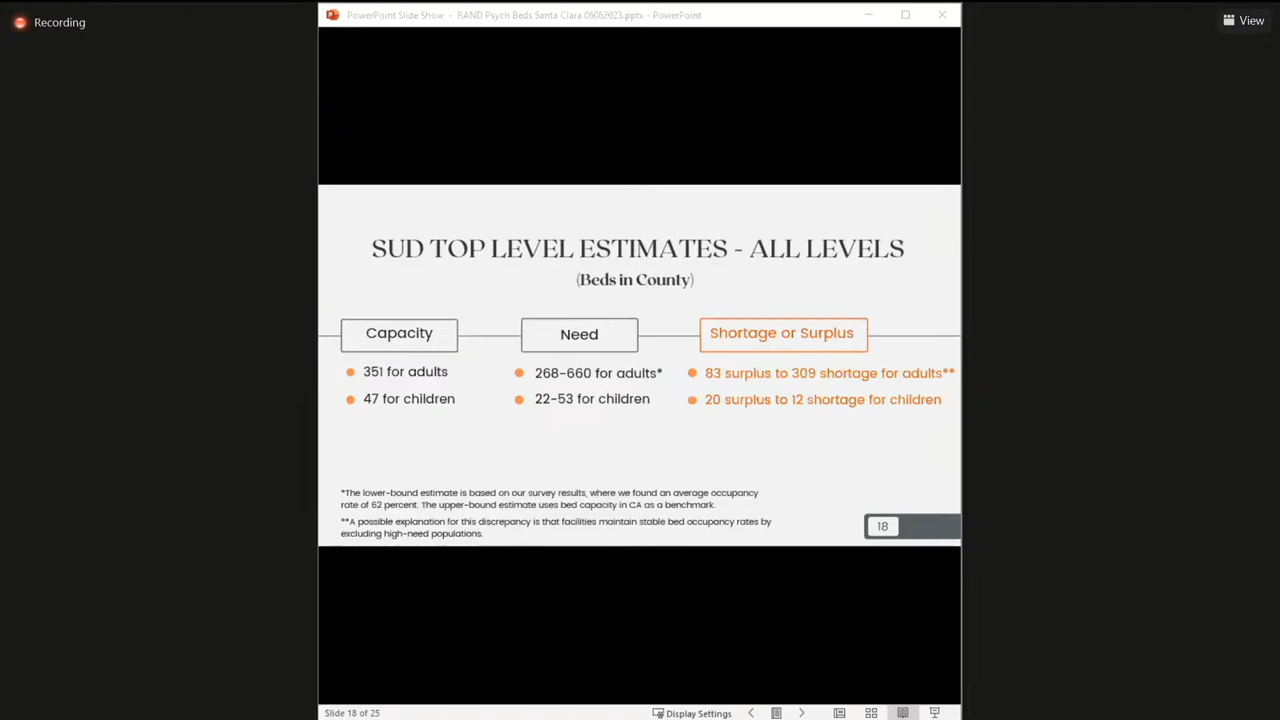 Recording
PowerPoint Slide Show - RAND Psych Beds Santa Clara 06062023.pptx - PowerPoint
View
SUD TOP LEVEL ESTIMATES - ALL LEVELS
(Beds in County)
Capacity
Need
Shortage or Surplus
351 for adults
268-660 for adults*
83 surplus to 309 shortage for adults**
47 for children
22-53 for children
20 surplus to 12 shortage for children
*The lower-bound estimate is based on our survey results, where we found an average occupancy
rate of 62 percent. The upper-bound estimate uses bed capacity in CA as a benchmark.
**A possible explanation for this discrepancy is that facilities maintain stable bed occupancy rates by
excluding high-need populations.
18
Slide 18 of 25
Display Settings